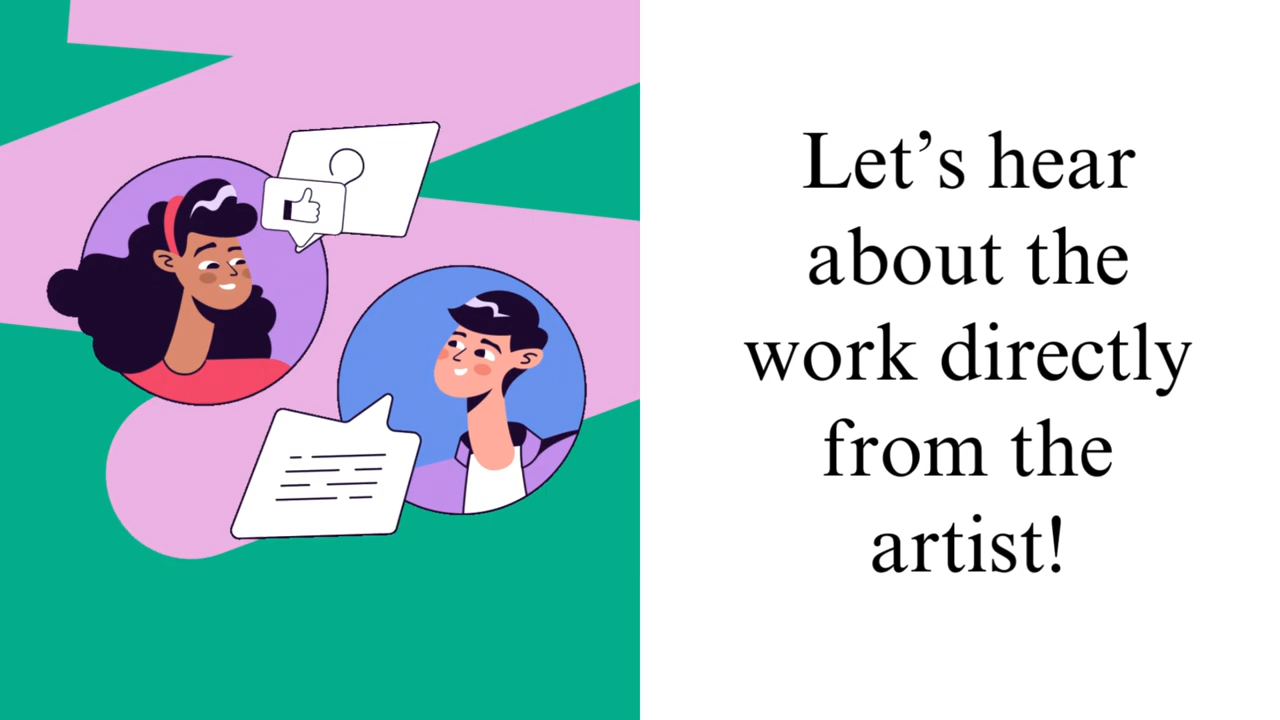 Let’s hear
about the
work directly
from the
artist!